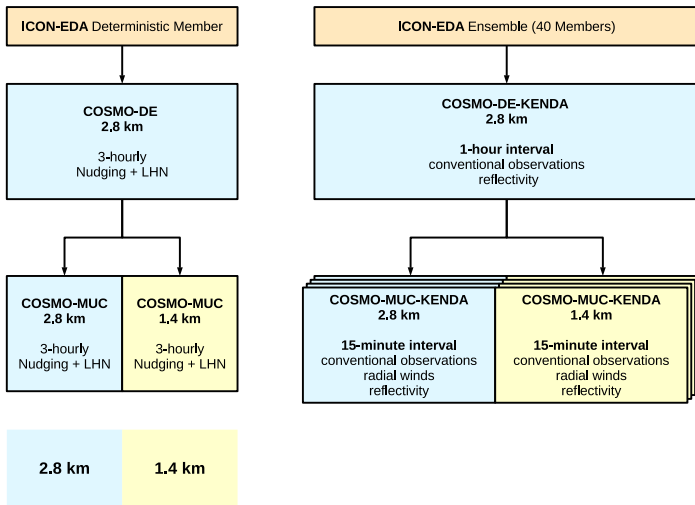 ICON-EDA Deterministic Member
COSMO-DE
2.8 km
3-hourly
Nudging + LHN
COSMO-MUC
2.8 km
3-hourly
Nudging + LHN
COSMO-MUC
1.4 km
3-hourly
Nudging + LHN
2.8 km
1.4 km
ICON-EDA Ensemble (40 Members)
COSMO-DE-KENDA
2.8 km
1-hour interval
conventional observations
reflectivity
COSMO-MUC-KENDA
2.8 km
15-minute interval
conventional observations
radial winds
reflectivity
COSMO-MUC-KENDA
1.4 km
15-minute interval
conventional observations
radial winds
reflectivity